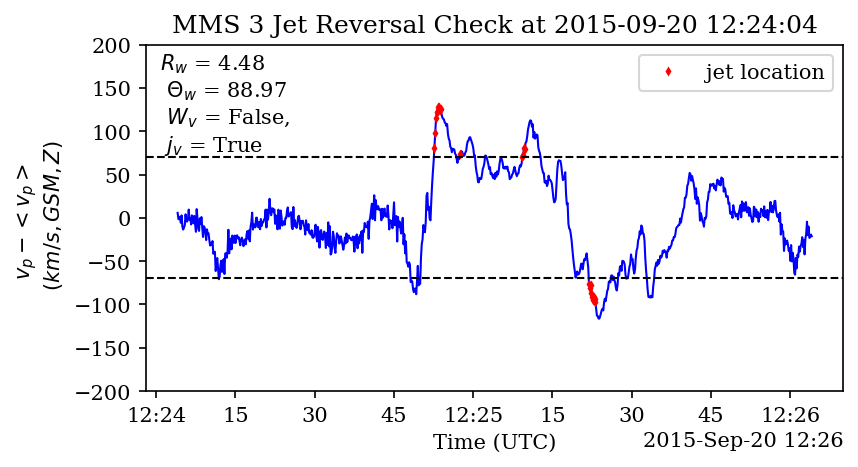 MMS 3 Jet Reversal Check at 2015-09-20 12:24:04
R_w = 4.48
Θ_w = 88.97
W_v = False,
j_v = True
jet location
v_p − < v_p >
(km/s, GSM, Z)
200
150
100
50
0
−50
−100
−150
−200
12:24 15 30 45 12:25 15 30 45 12:26
Time (UTC)
2015-Sep-20 12:26